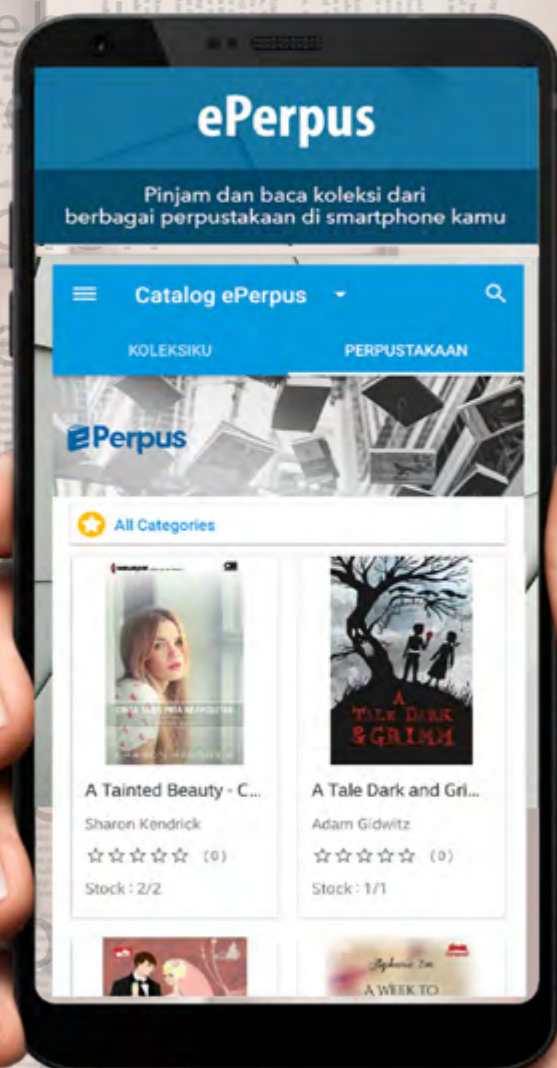 ePerpus
Pinjam dan baca koleksi dari
berbagai perpustakaan di smartphone kamu
Catalog ePerpus
KOLEKSIKU
PERPUSTAKAAN
ePerpus
All Categories
A
TALE DARK
& GRIMM
A Tainted Beauty - C...
A Tale Dark and Gri...
Sharon Kendrick
Adam Gidwitz
(0)
(0)
Stock : 2/2
Stock : 1/1
A WEEK TO